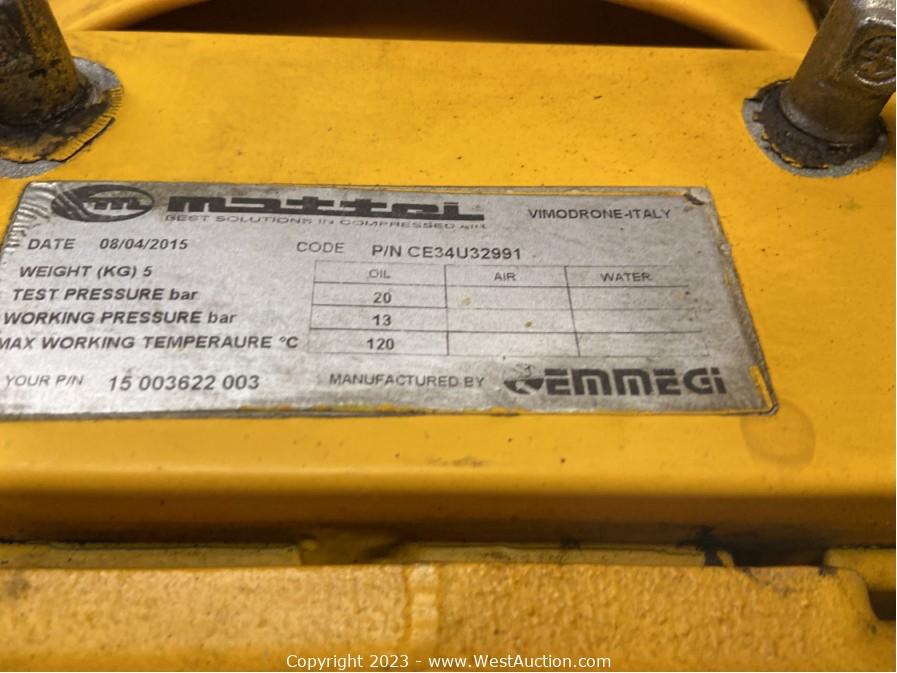 m mattei
BEST SOLUTIONS IN COMPRESSED AIR
VIMODRONE-ITALY
DATE 08/04/2015 CODE P/N CE34U32991
WEIGHT (KG) 5 OIL AIR WATER
TEST PRESSURE bar 20
WORKING PRESSURE bar 13
MAX WORKING TEMPERAURE °C 120
YOUR P/N 15 003622 003 MANUFACTURED BY EMMEGI
Copyright 2023 - www.WestAuction.com